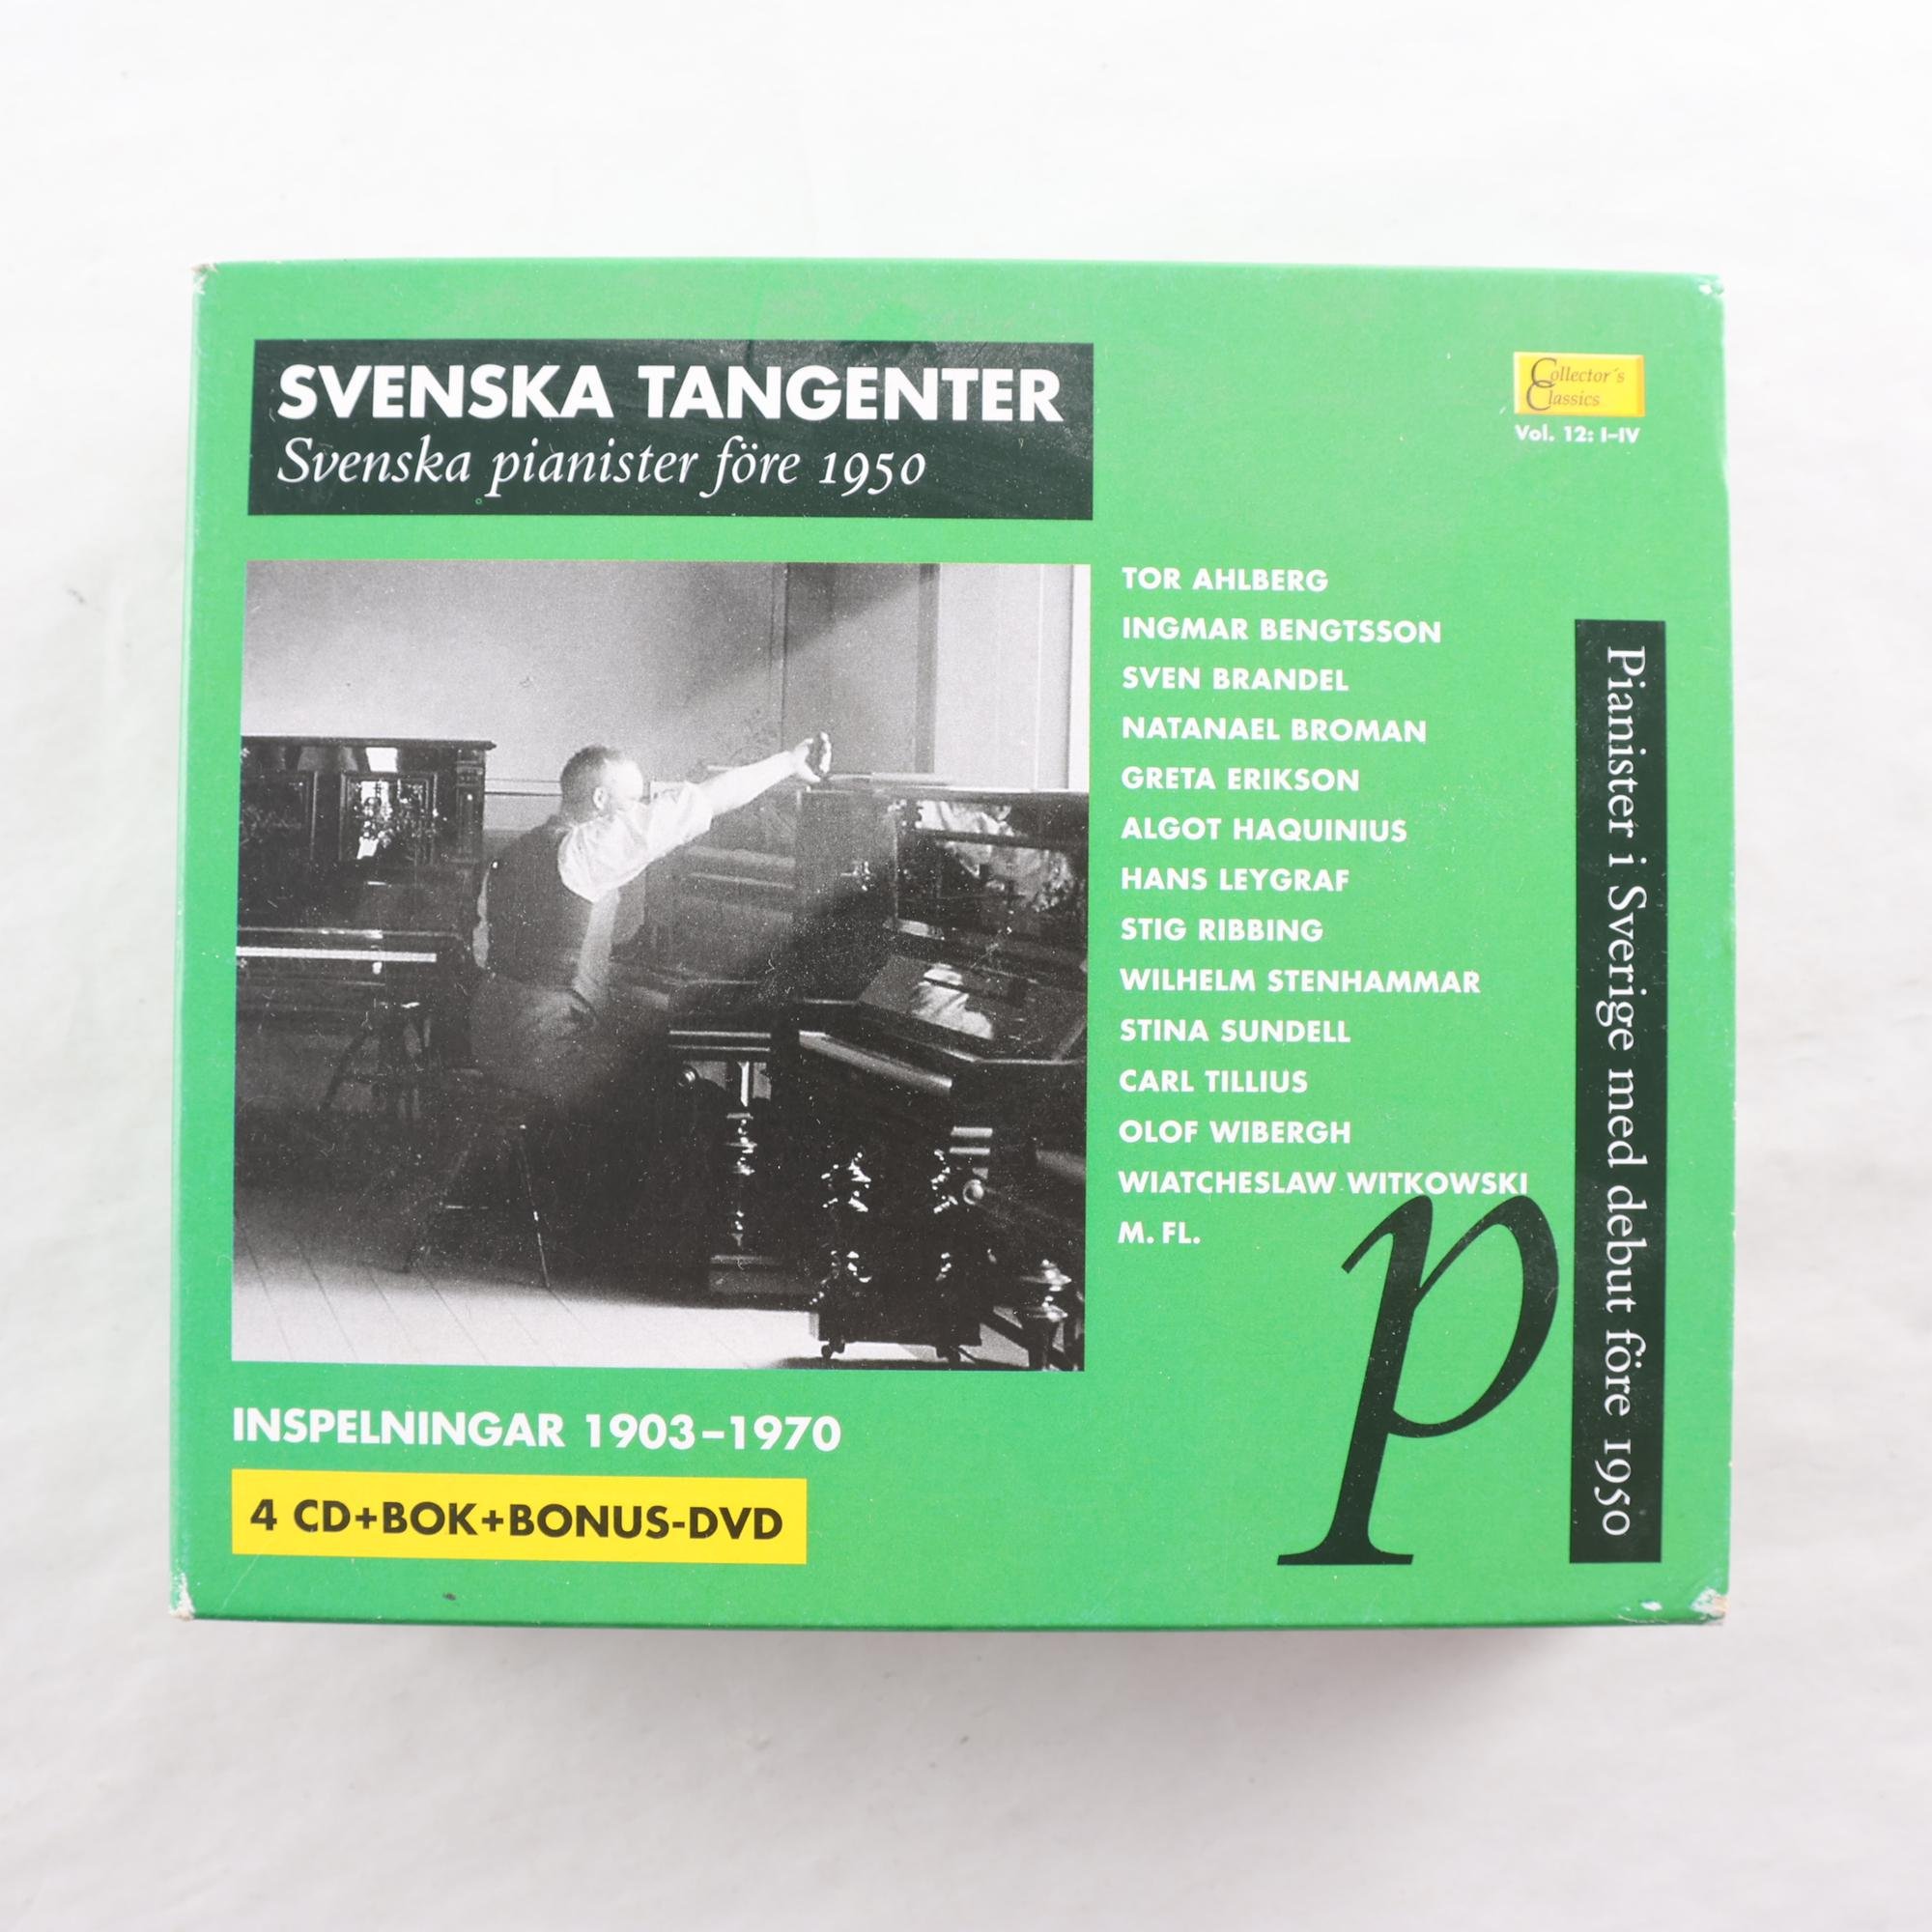 SVENSKA TANGENTER
Svenska pianister före 1950
Collector´s
Classics
Vol. 12: I–IV
TOR AHLBERG
INGMAR BENGTSSON
SVEN BRANDEL
NATANAEL BROMAN
GRETA ERIKSON
ALGOT HAQUINIUS
HANS LEYGRAF
STIG RIBBING
WILHELM STENHAMMAR
STINA SUNDELL
CARL TILLIUS
OLOF WIBERGH
WIATCHESLAW WITKOWSKI
M. FL.
p
Pianister i Sverige med debut före 1950
INSPELNINGAR 1903–1970
4 CD+BOK+BONUS-DVD